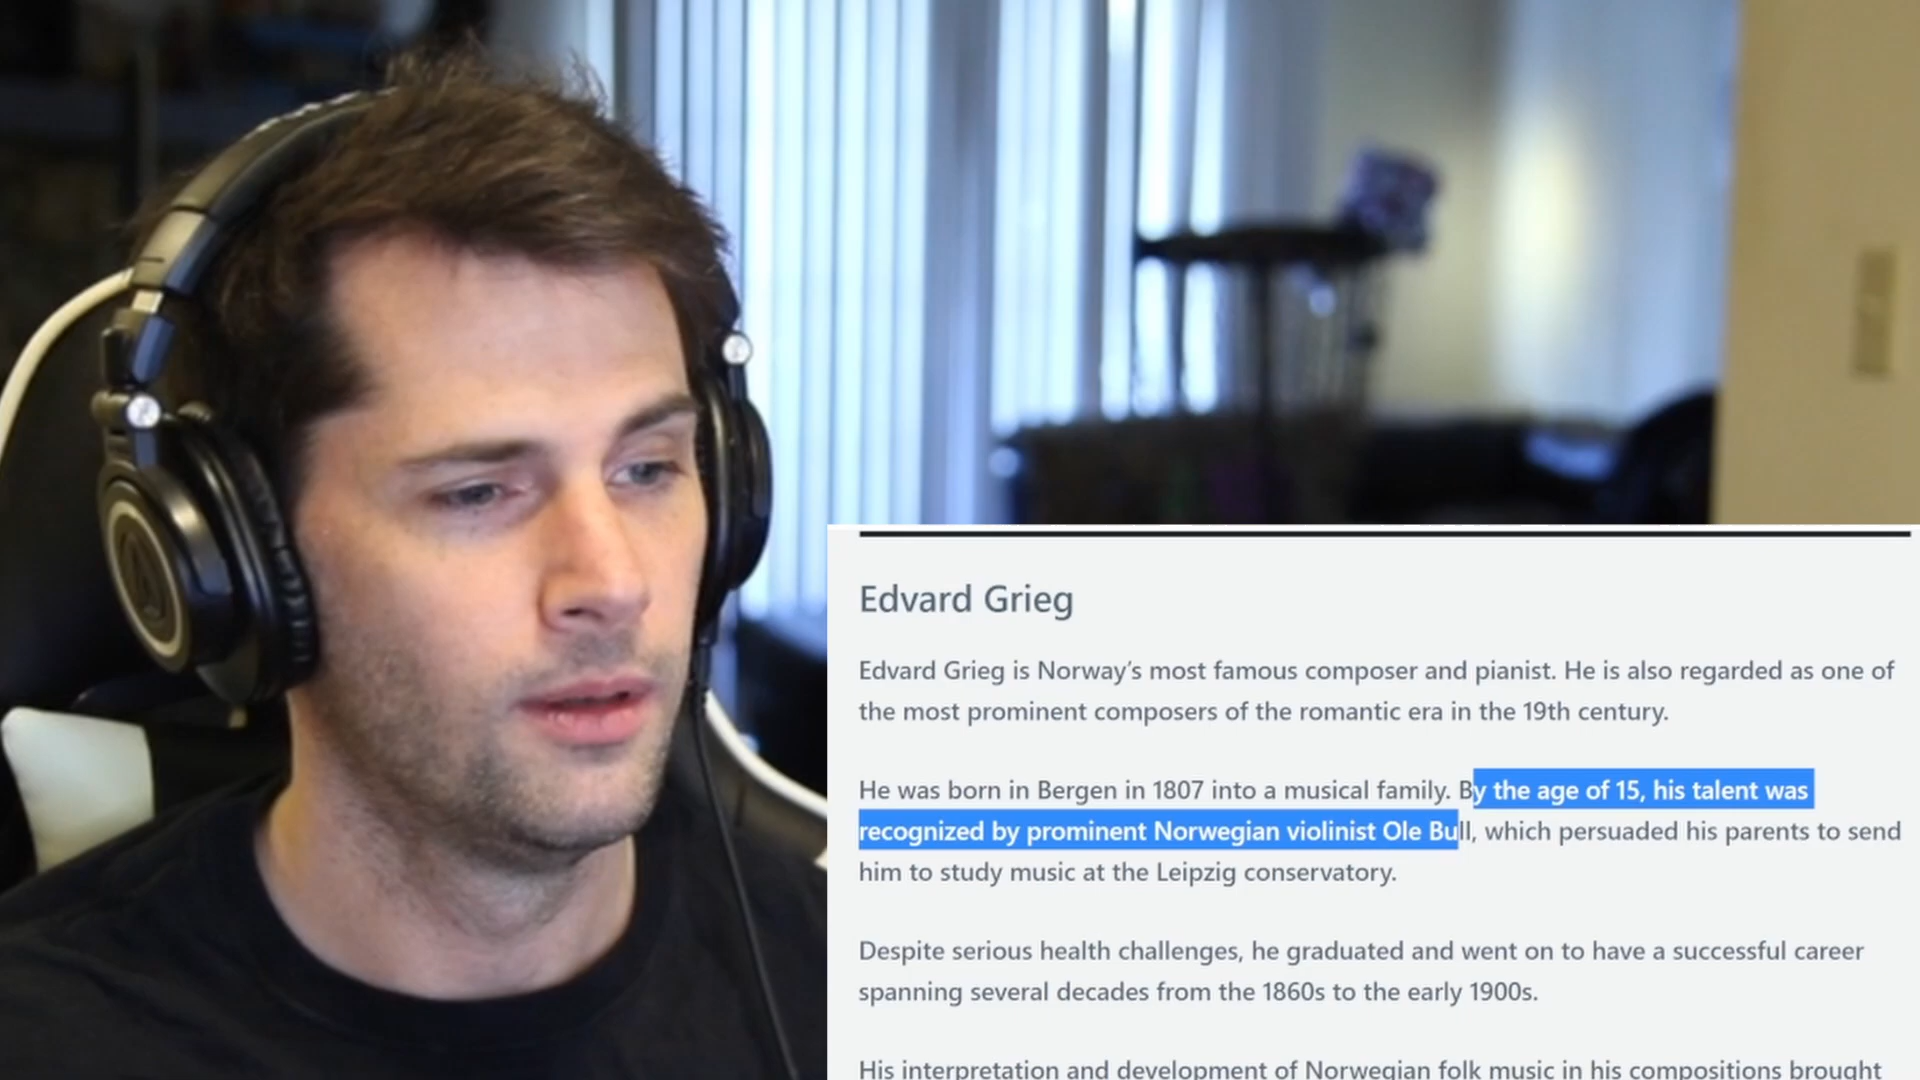 Edvard Grieg
Edvard Grieg is Norway’s most famous composer and pianist. He is also regarded as one of
the most prominent composers of the romantic era in the 19th century.
He was born in Bergen in 1807 into a musical family. By the age of 15, his talent was
recognized by prominent Norwegian violinist Ole Bull, which persuaded his parents to send
him to study music at the Leipzig conservatory.
Despite serious health challenges, he graduated and went on to have a successful career
spanning several decades from the 1860s to the early 1900s.
His interpretation and development of Norwegian folk music in his compositions brought